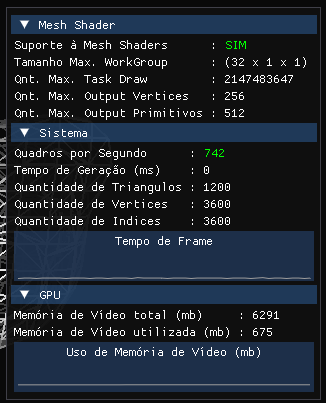 ▼ Mesh Shader
Suporte à Mesh Shaders : SIM
Tamanho Max. WorkGroup : (32 x 1 x 1)
Qnt. Max. Task Draw : 2147483647
Qnt. Max. Output Vertices : 256
Qnt. Max. Output Primitivos : 512
▼ Sistema
Quadros por Segundo : 742
Tempo de Geração (ms) : 0
Quantidade de Triangulos : 1200
Quantidade de Vertices : 3600
Quantidade de Indices : 3600
Tempo de Frame
▼ GPU
Memória de Vídeo total (mb) : 6291
Memória de Vídeo utilizada (mb) : 675
Uso de Memória de Vídeo (mb)